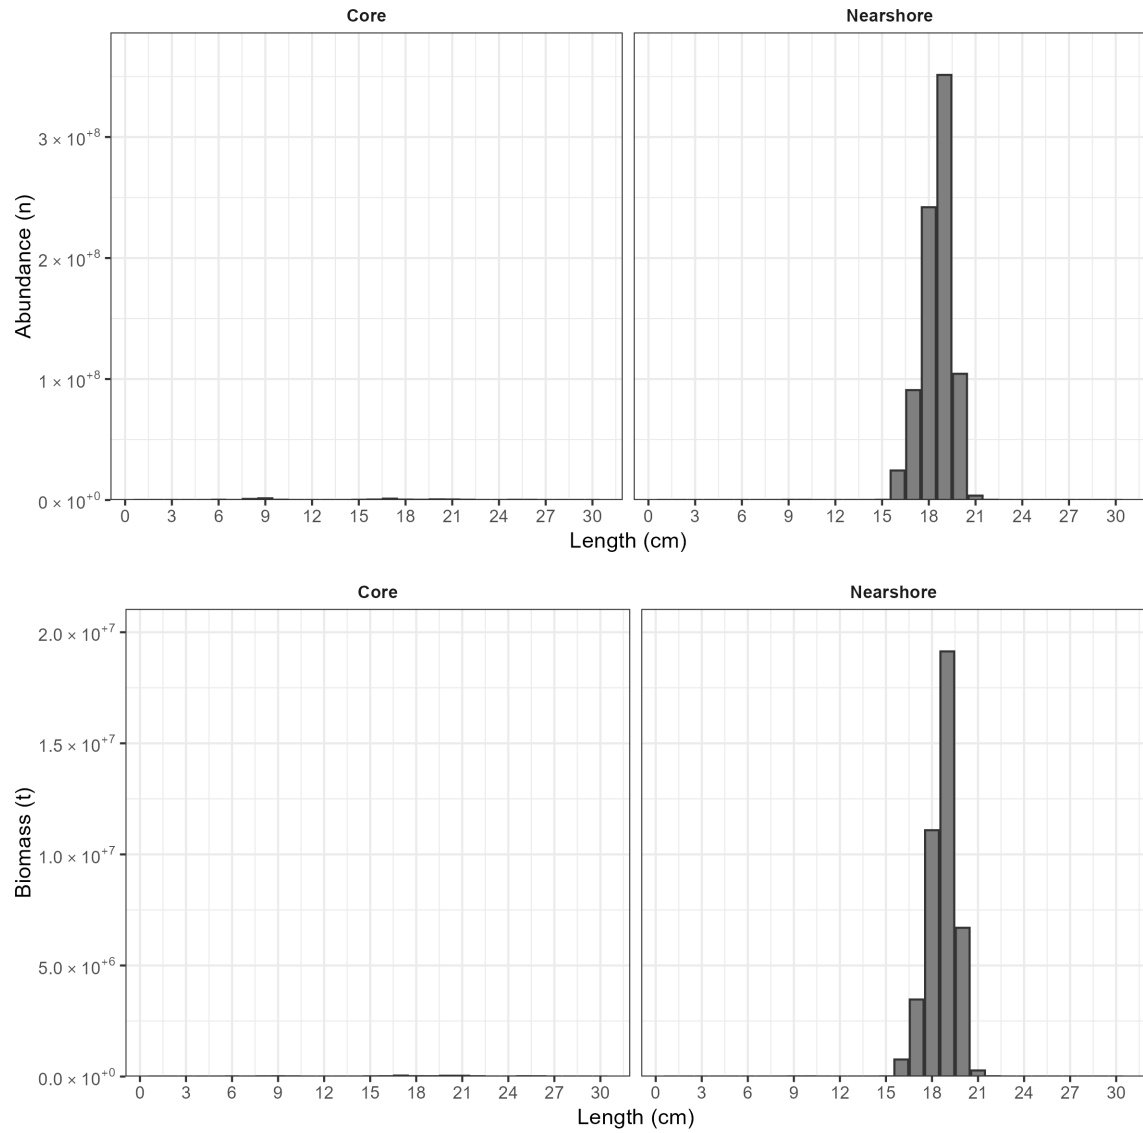 Core Nearshore
3 × 10⁺⁸
2 × 10⁺⁸
1 × 10⁺⁸
0 × 10⁺⁰
Abundance (n)
0 3 6 9 12 15 18 21 24 27 30 0 3 6 9 12 15 18 21 24 27 30
Length (cm)
Core Nearshore
2.0 × 10⁺⁷
1.5 × 10⁺⁷
1.0 × 10⁺⁷
5.0 × 10⁺⁶
0.0 × 10⁺⁰
Biomass (t)
0 3 6 9 12 15 18 21 24 27 30 0 3 6 9 12 15 18 21 24 27 30
Length (cm)